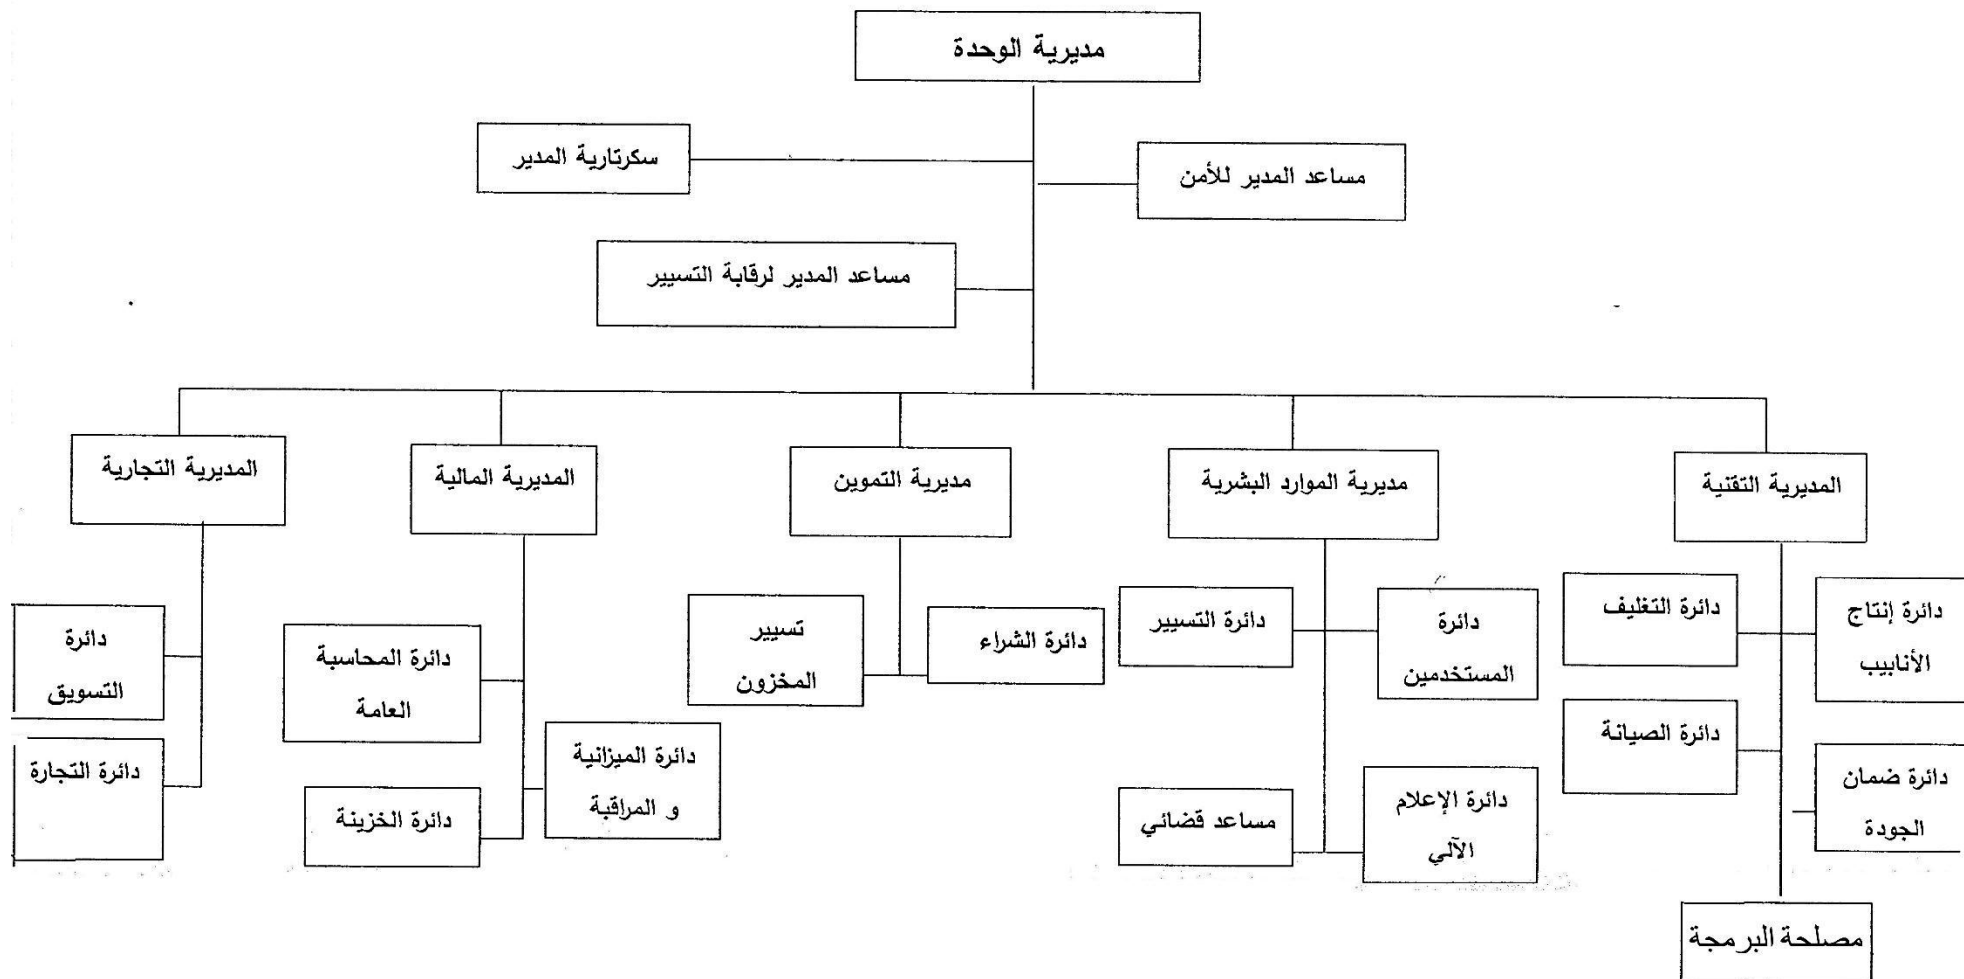 مديرية الوحدة
سكرتارية المدير
مساعد المدير للأمن
مساعد المدير لرقابة التسيير
المديرية التقنية
مديرية الموارد البشرية
مديرية التموين
المديرية المالية
المديرية التجارية
دائرة إنتاج
الأنابيب
دائرة التغليف
دائرة الصيانة
دائرة ضمان
الجودة
مصلحة البرمجة
دائرة
المستخدمين
دائرة التسيير
دائرة الإعلام
الآلي
مساعد قضائي
دائرة الشراء
تسيير
المخزون
دائرة المحاسبة
العامة
دائرة الميزانية
و المراقبة
دائرة الخزينة
دائرة
التسويق
دائرة التجارة